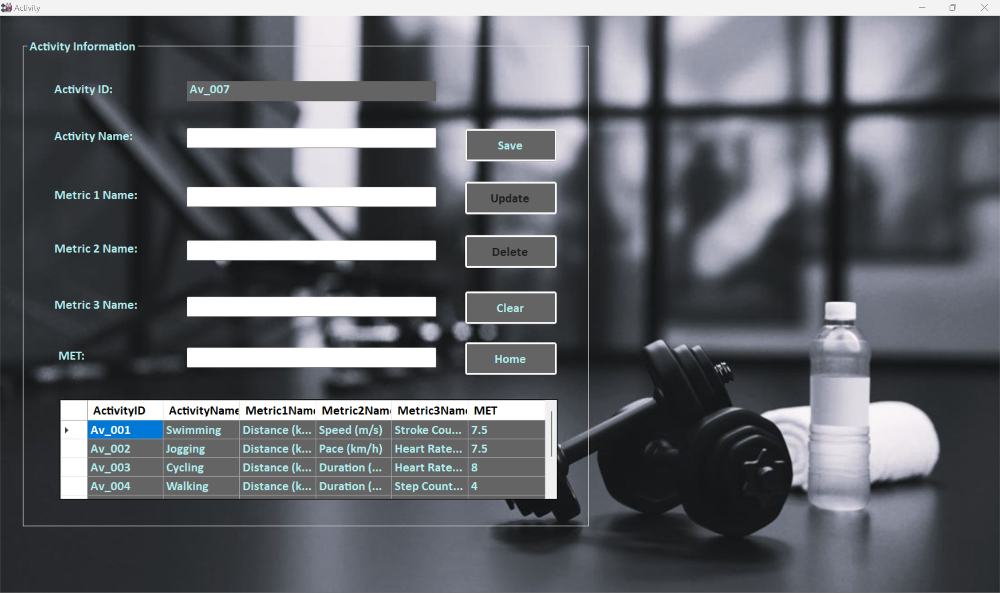 Activity
Activity Information
Activity ID:
Av_007
Activity Name:
Save
Metric 1 Name:
Update
Metric 2 Name:
Delete
Metric 3 Name:
Clear
MET:
Home
ActivityID ActivityName Metric1Name Metric2Name Metric3Name MET
Av_001 Swimming Distance (k... Speed (m/s) Stroke Cou... 7.5
Av_002 Jogging Distance (k... Pace (km/h) Heart Rate... 7.5
Av_003 Cycling Distance (k... Duration (... Heart Rate... 8
Av_004 Walking Distance (k... Duration (... Step Count... 4